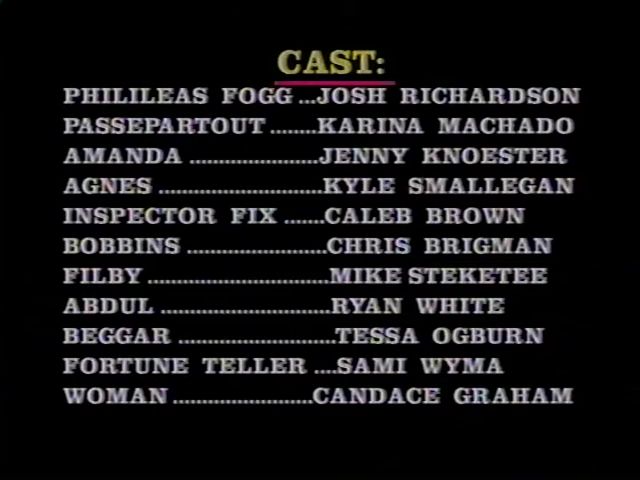 CAST:
PHILILEAS FOGG ...JOSH RICHARDSON
PASSEPARTOUT ........KARINA MACHADO
AMANDA ......................JENNY KNOESTER
AGNES ............................KYLE SMALLEGAN
INSPECTOR FIX .......CALEB BROWN
BOBBINS ........................CHRIS BRIGMAN
FILBY ...............................MIKE STEKETEE
ABDUL .............................RYAN WHITE
BEGGAR ...........................TESSA OGBURN
FORTUNE TELLER ....SAMI WYMA
WOMAN ........................CANDACE GRAHAM